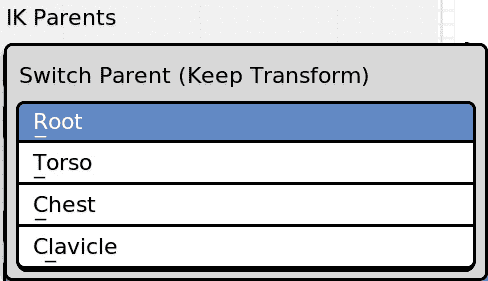 IK Parents
Switch Parent (Keep Transform)
Root
Torso
Chest
Clavicle